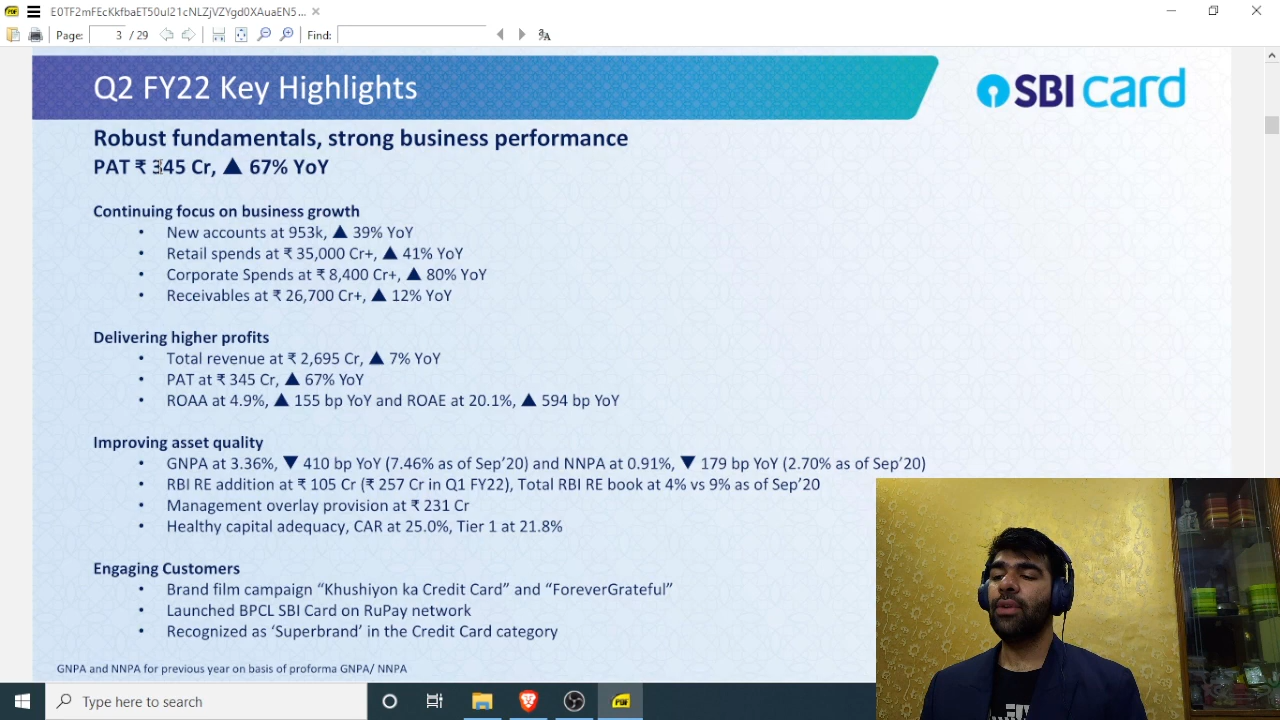 E0TF2mFEcKkfbaET50ul21cNLZjVZYgd0XAuaEN5...
Page: 3 / 29 Find:
Q2 FY22 Key Highlights
SBI card
Robust fundamentals, strong business performance
PAT ₹ 345 Cr, ▲ 67% YoY
Continuing focus on business growth
• New accounts at 953k, ▲ 39% YoY
• Retail spends at ₹ 35,000 Cr+, ▲ 41% YoY
• Corporate Spends at ₹ 8,400 Cr+, ▲ 80% YoY
• Receivables at ₹ 26,700 Cr+, ▲ 12% YoY
Delivering higher profits
• Total revenue at ₹ 2,695 Cr, ▲ 7% YoY
• PAT at ₹ 345 Cr, ▲ 67% YoY
• ROAA at 4.9%, ▲ 155 bp YoY and ROAE at 20.1%, ▲ 594 bp YoY
Improving asset quality
• GNPA at 3.36%, ▼ 410 bp YoY (7.46% as of Sep’20) and NNPA at 0.91%, ▼ 179 bp YoY (2.70% as of Sep’20)
• RBI RE addition at ₹ 105 Cr (₹ 257 Cr in Q1 FY22), Total RBI RE book at 4% vs 9% as of Sep’20
• Management overlay provision at ₹ 231 Cr
• Healthy capital adequacy, CAR at 25.0%, Tier 1 at 21.8%
Engaging Customers
• Brand film campaign “Khushiyon ka Credit Card” and “ForeverGrateful”
• Launched BPCL SBI Card on RuPay network
• Recognized as ‘Superbrand’ in the Credit Card category
GNPA and NNPA for previous year on basis of proforma GNPA/ NNPA
Type here to search